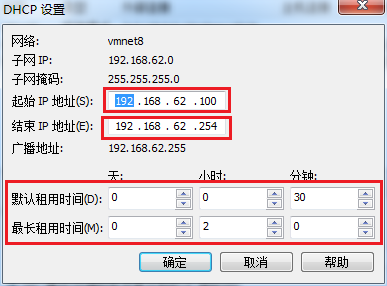 DHCP 设置
网络: vmnet8
子网 IP: 192.168.62.0
子网掩码: 255.255.255.0
起始 IP 地址(S): 192 . 168 . 62 . 100
结束 IP 地址(E): 192 . 168 . 62 . 254
广播地址: 192.168.62.255
天: 小时: 分钟:
默认租用时间(D): 0 0 30
最长租用时间(M): 0 2 0
确定 取消 帮助